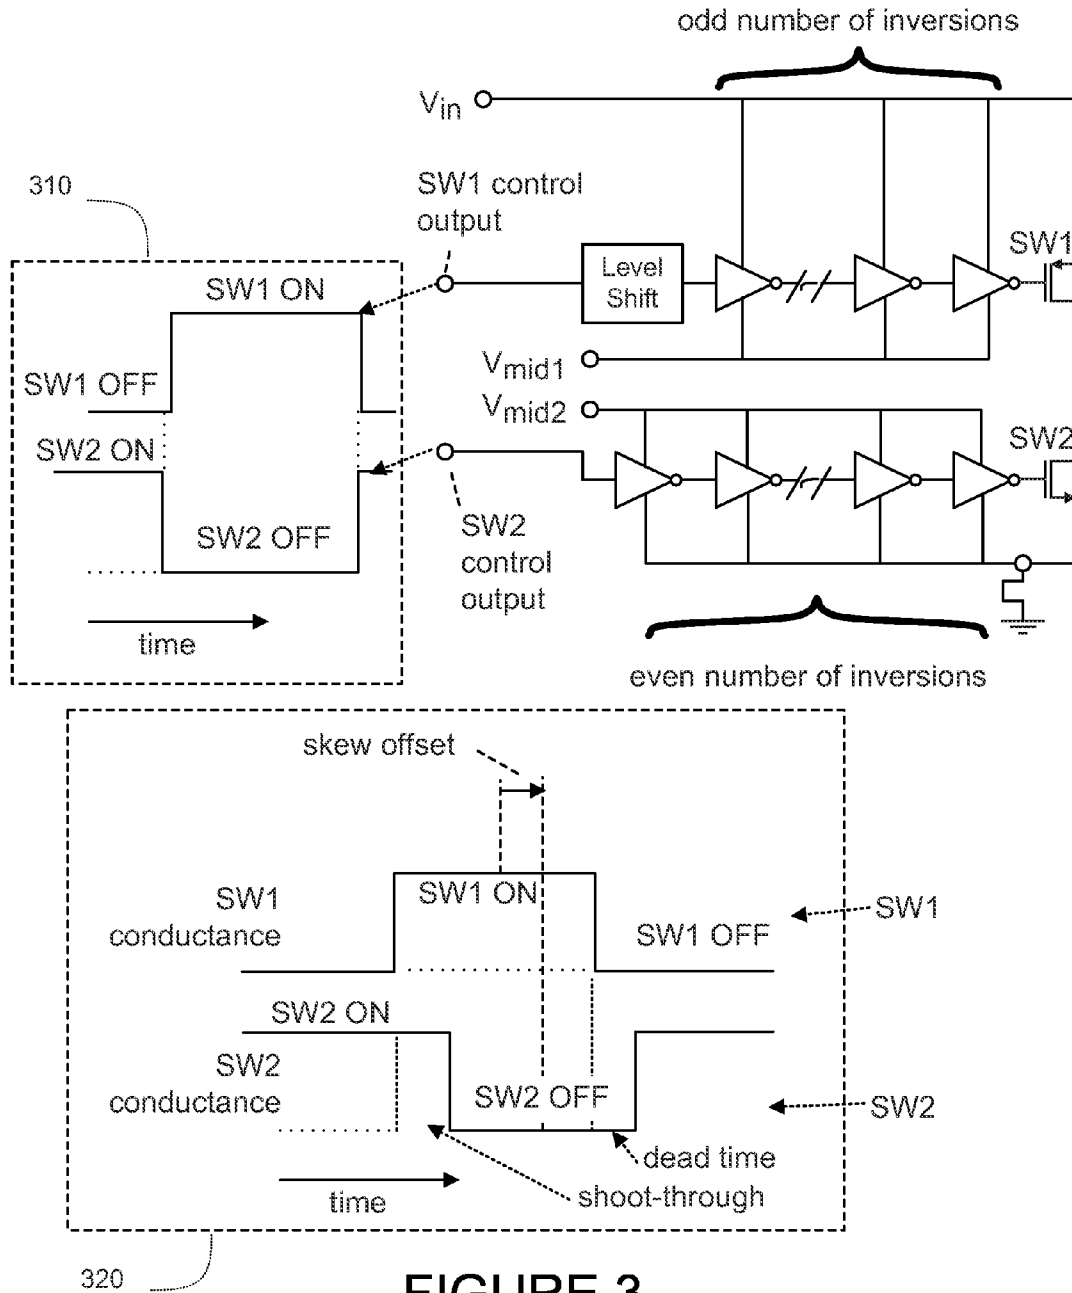 odd number of inversions
Vin
310
SW1 control
output
SW1
SW1 ON
Level
Shift
Vmid1
SW1 OFF
Vmid2
SW2 ON
SW2
SW2 OFF
SW2
control
output
time
even number of inversions
skew offset
SW1 ON
SW1
conductance
SW1
SW1 OFF
SW2 ON
SW2
conductance
SW2 OFF
SW2
dead time
shoot-through
time
320
FIGURE 3